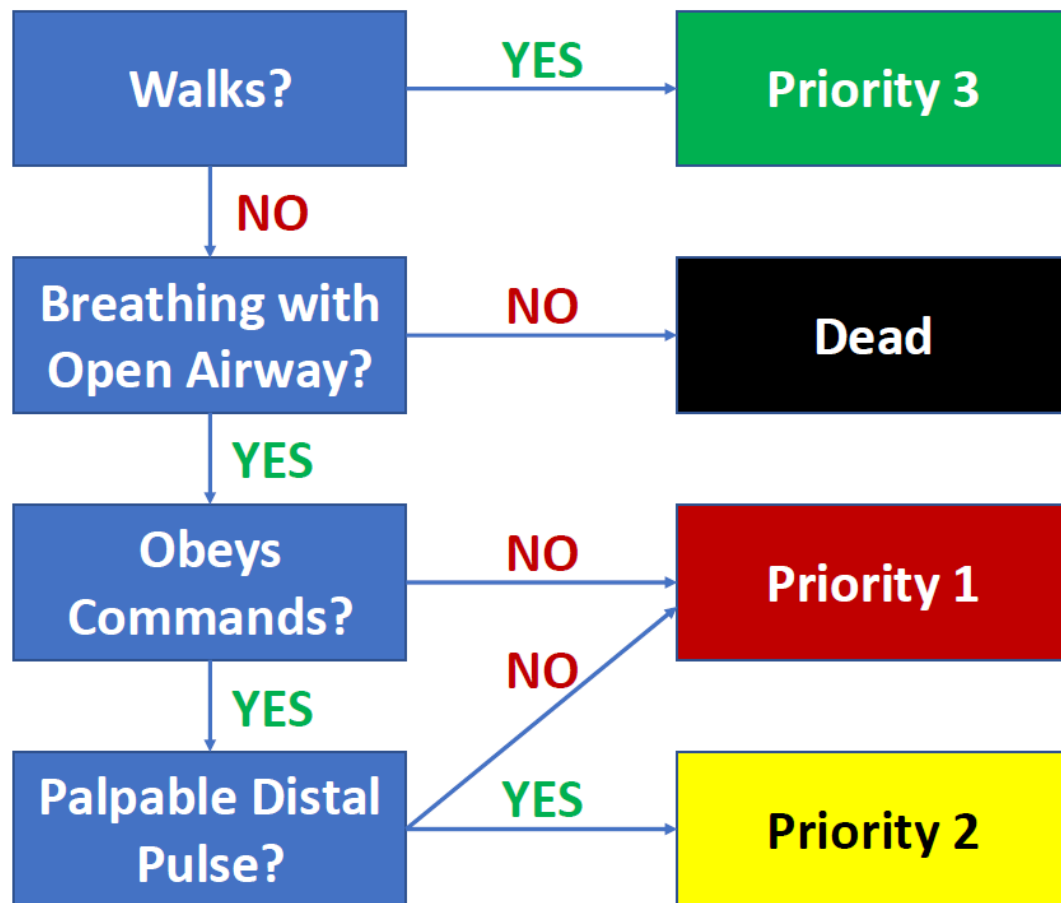 Walks?
YES
Priority 3
NO
Breathing with
Open Airway?
NO
Dead
YES
Obeys
Commands?
NO
Priority 1
YES
NO
Palpable Distal
Pulse?
YES
Priority 2